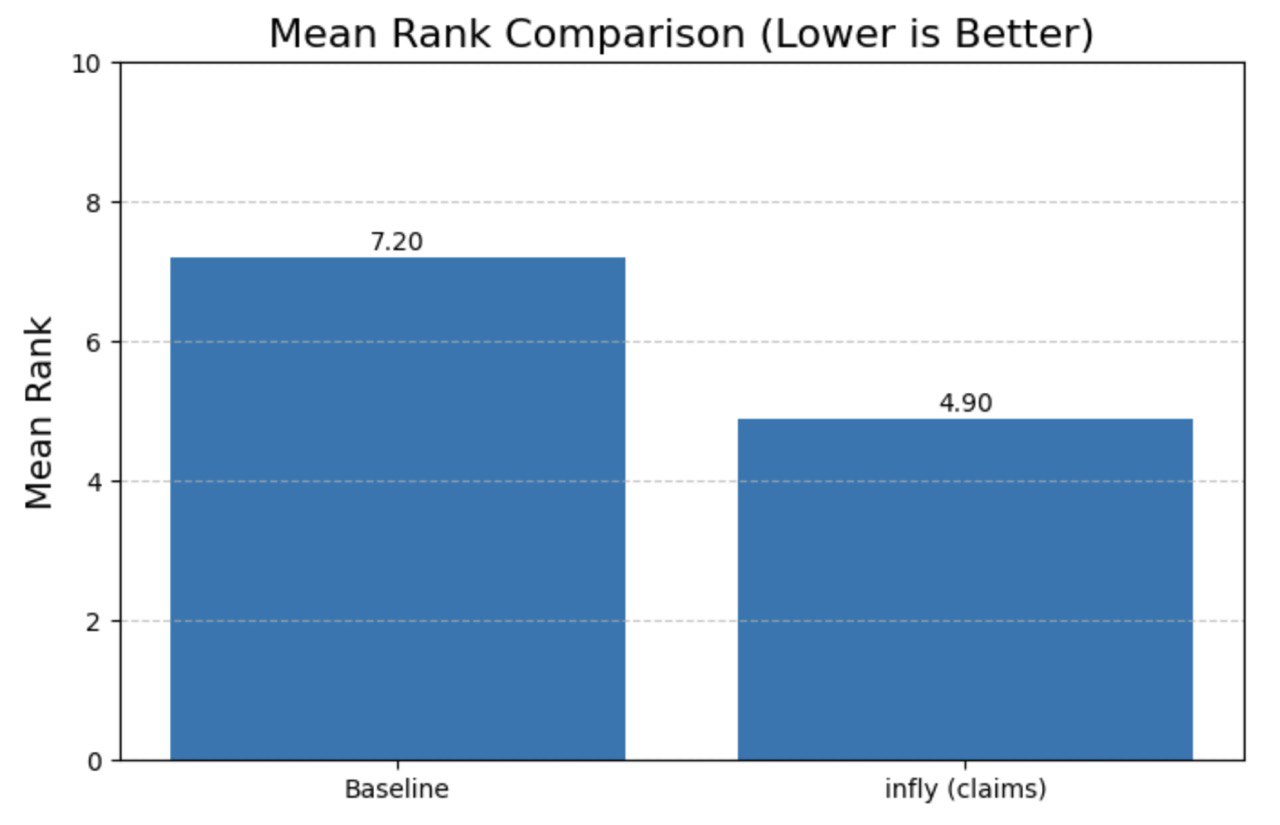 Mean Rank Comparison (Lower is Better)
10
8
6
4
2
0
Mean Rank
7.20
4.90
Baseline
infly (claims)